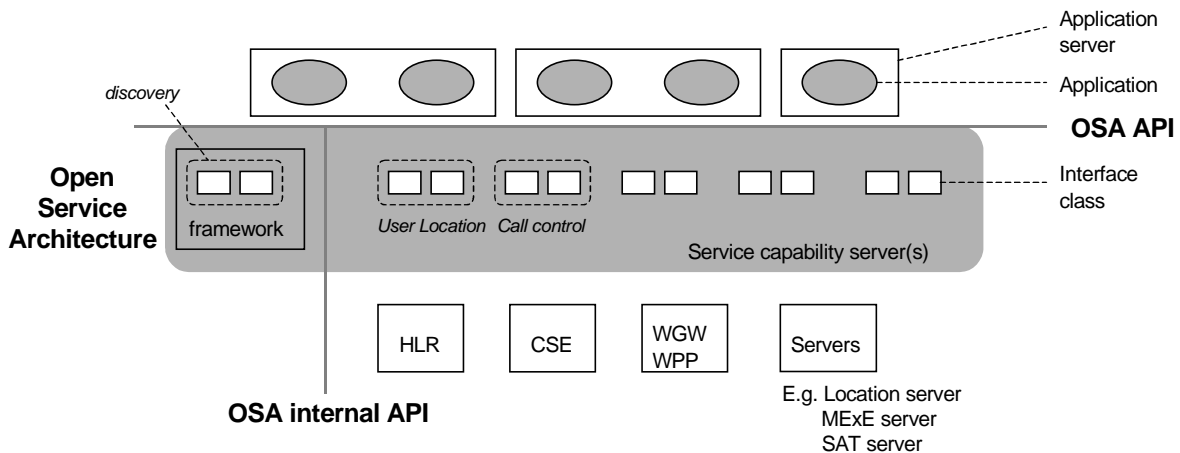 Application
server
discovery
Application
OSA API
Open
Service
Architecture
framework
User Location
Call control
Interface
class
Service capability server(s)
HLR
CSE
WGW
WPP
Servers
E.g. Location server
MExE server
SAT server
OSA internal API